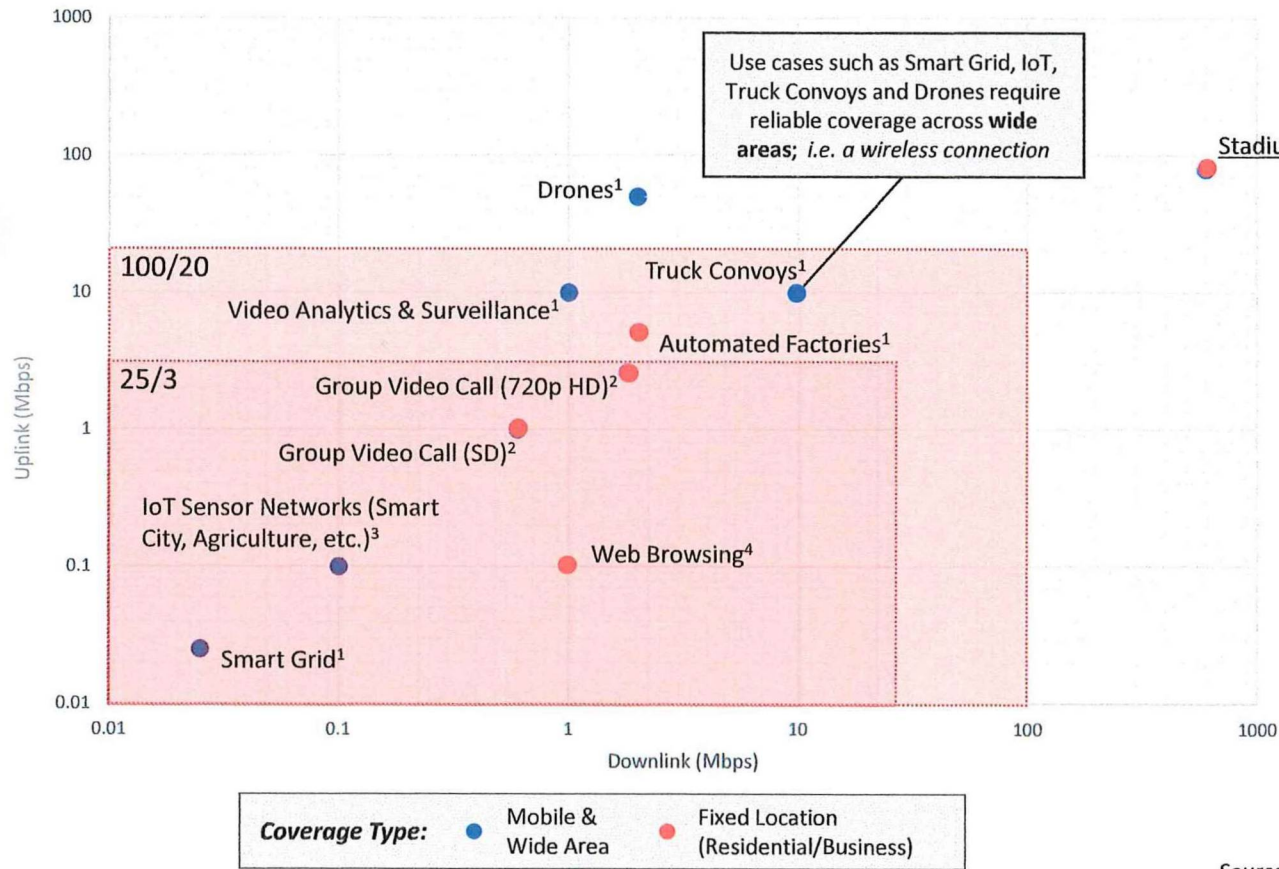 1000
Use cases such as Smart Grid, IoT,
Truck Convoys and Drones require
reliable coverage across wide
areas; i.e. a wireless connection
100
Drones¹
100/20
Truck Convoys¹
10
Video Analytics & Surveillance¹
Automated Factories¹
25/3
Group Video Call (720p HD)²
1
Group Video Call (SD)²
IoT Sensor Networks (Smart
City, Agriculture, etc.)³
0.1
Web Browsing⁴
Smart Grid¹
0.01
Uplink (Mbps)
0.01 0.1 1 10 100 1000
Downlink (Mbps)
Coverage Type:
Mobile &
Wide Area
Fixed Location
(Residential/Business)